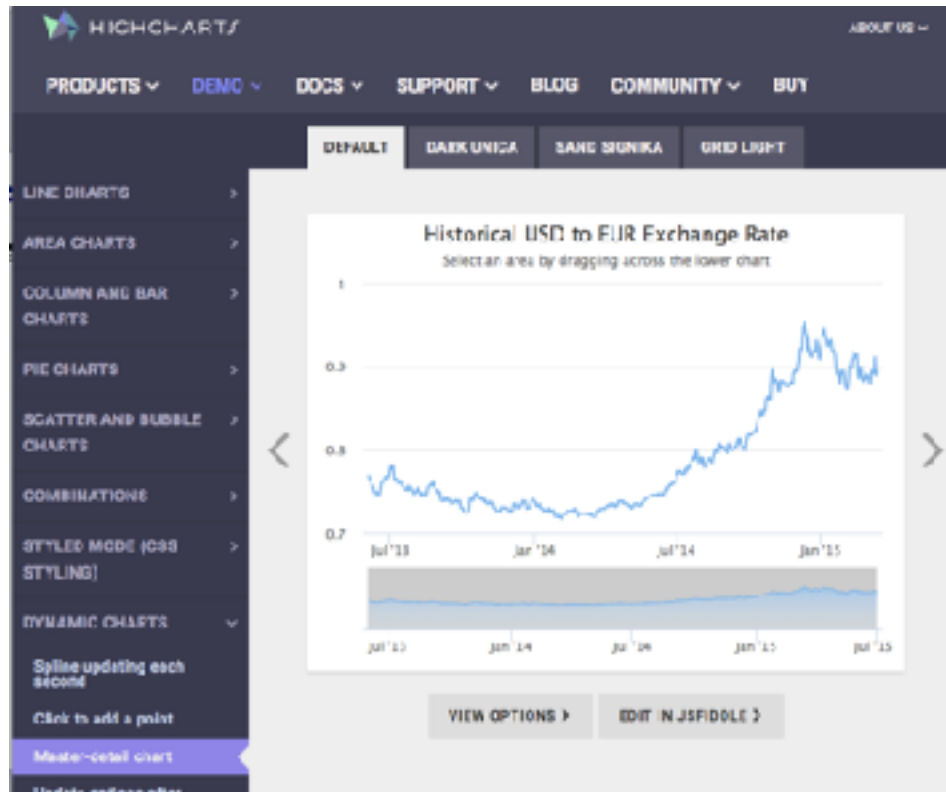 HIGHCHARTS
ABOUT US
PRODUCTS DEMO DOCS SUPPORT BLOG COMMUNITY BUY
DEFAULT DARK UNICA SAND SIGNIKA GRID LIGHT
LINE CHARTS
AREA CHARTS
COLUMN AND BAR
CHARTS
PIE CHARTS
SCATTER AND BUBBLE
CHARTS
COMBINATIONS
STYLED MODE (CSS
STYLING)
DYNAMIC CHARTS
Spline updating each
second
Click to add a point
Master-detail chart
Update options after
Historical USD to EUR Exchange Rate
Select an area by dragging across the lower chart
1
0.9
0.8
0.7
Jul '13 Jan '14 Jul '14 Jan '15
Jul '13 Jan '14 Jul '14 Jan '15 Jul '15
VIEW OPTIONS EDIT IN JSFIDDLE